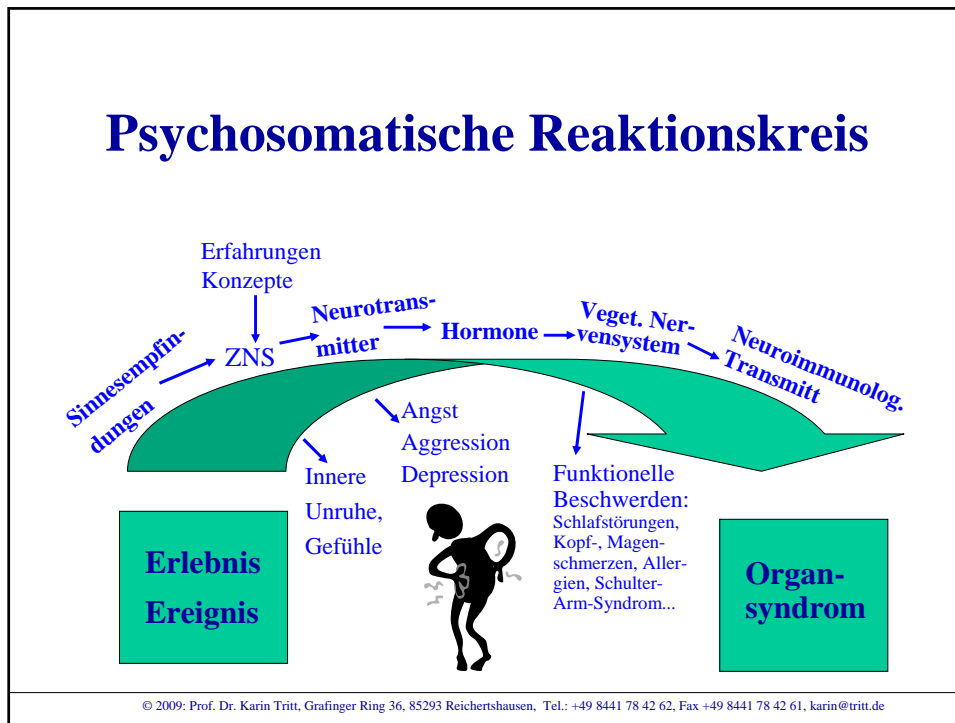 Psychosomatische Reaktionskreis
Erfahrungen
Konzepte
Sinnesempfin-
dungen
ZNS
Neurotrans-
mitter
Hormone
Veget. Ner-
vensystem
Neuroimmunolog.
Transmitt
Innere
Unruhe,
Gefühle
Angst
Aggression
Depression
Funktionelle
Beschwerden:
Schlafstörungen,
Kopf-, Magen-
schmerzen, Aller-
gien, Schulter-
Arm-Syndrom...
Erlebnis
Ereignis
Organ-
syndrom
© 2009: Prof. Dr. Karin Tritt, Grafinger Ring 36, 85293 Reichertshausen, Tel.: +49 8441 78 42 62, Fax +49 8441 78 42 61, karin@tritt.de